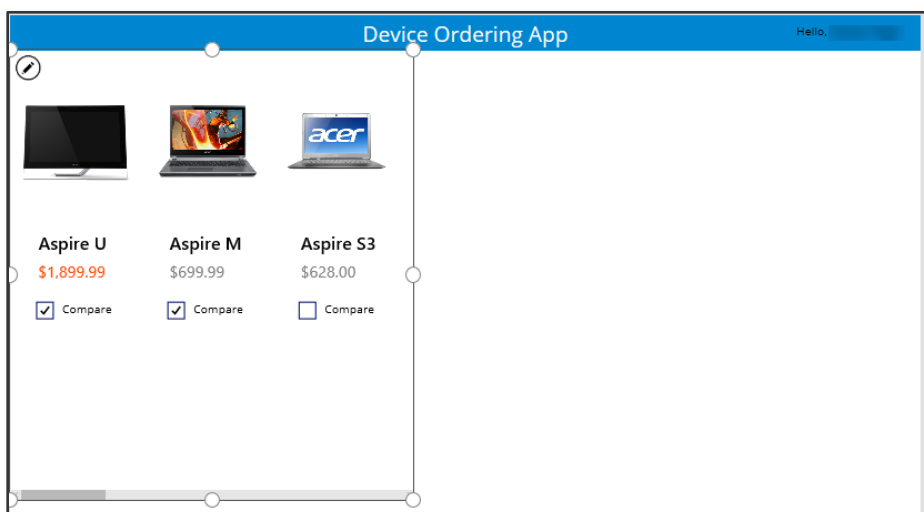 Device Ordering App
Hello,
acer
Aspire U
Aspire M
Aspire S3
$1,899.99
$699.99
$628.00
Compare
Compare
Compare